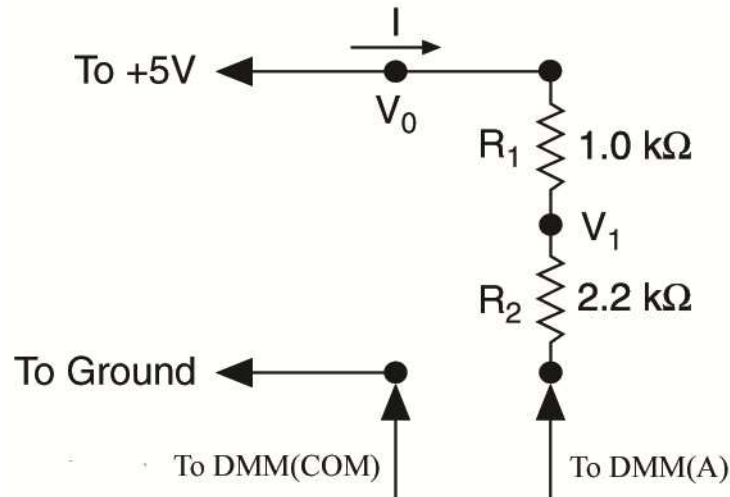 I
To +5V
V₀
R₁ 1.0 kΩ
V₁
R₂ 2.2 kΩ
To Ground
To DMM(COM)
To DMM(A)